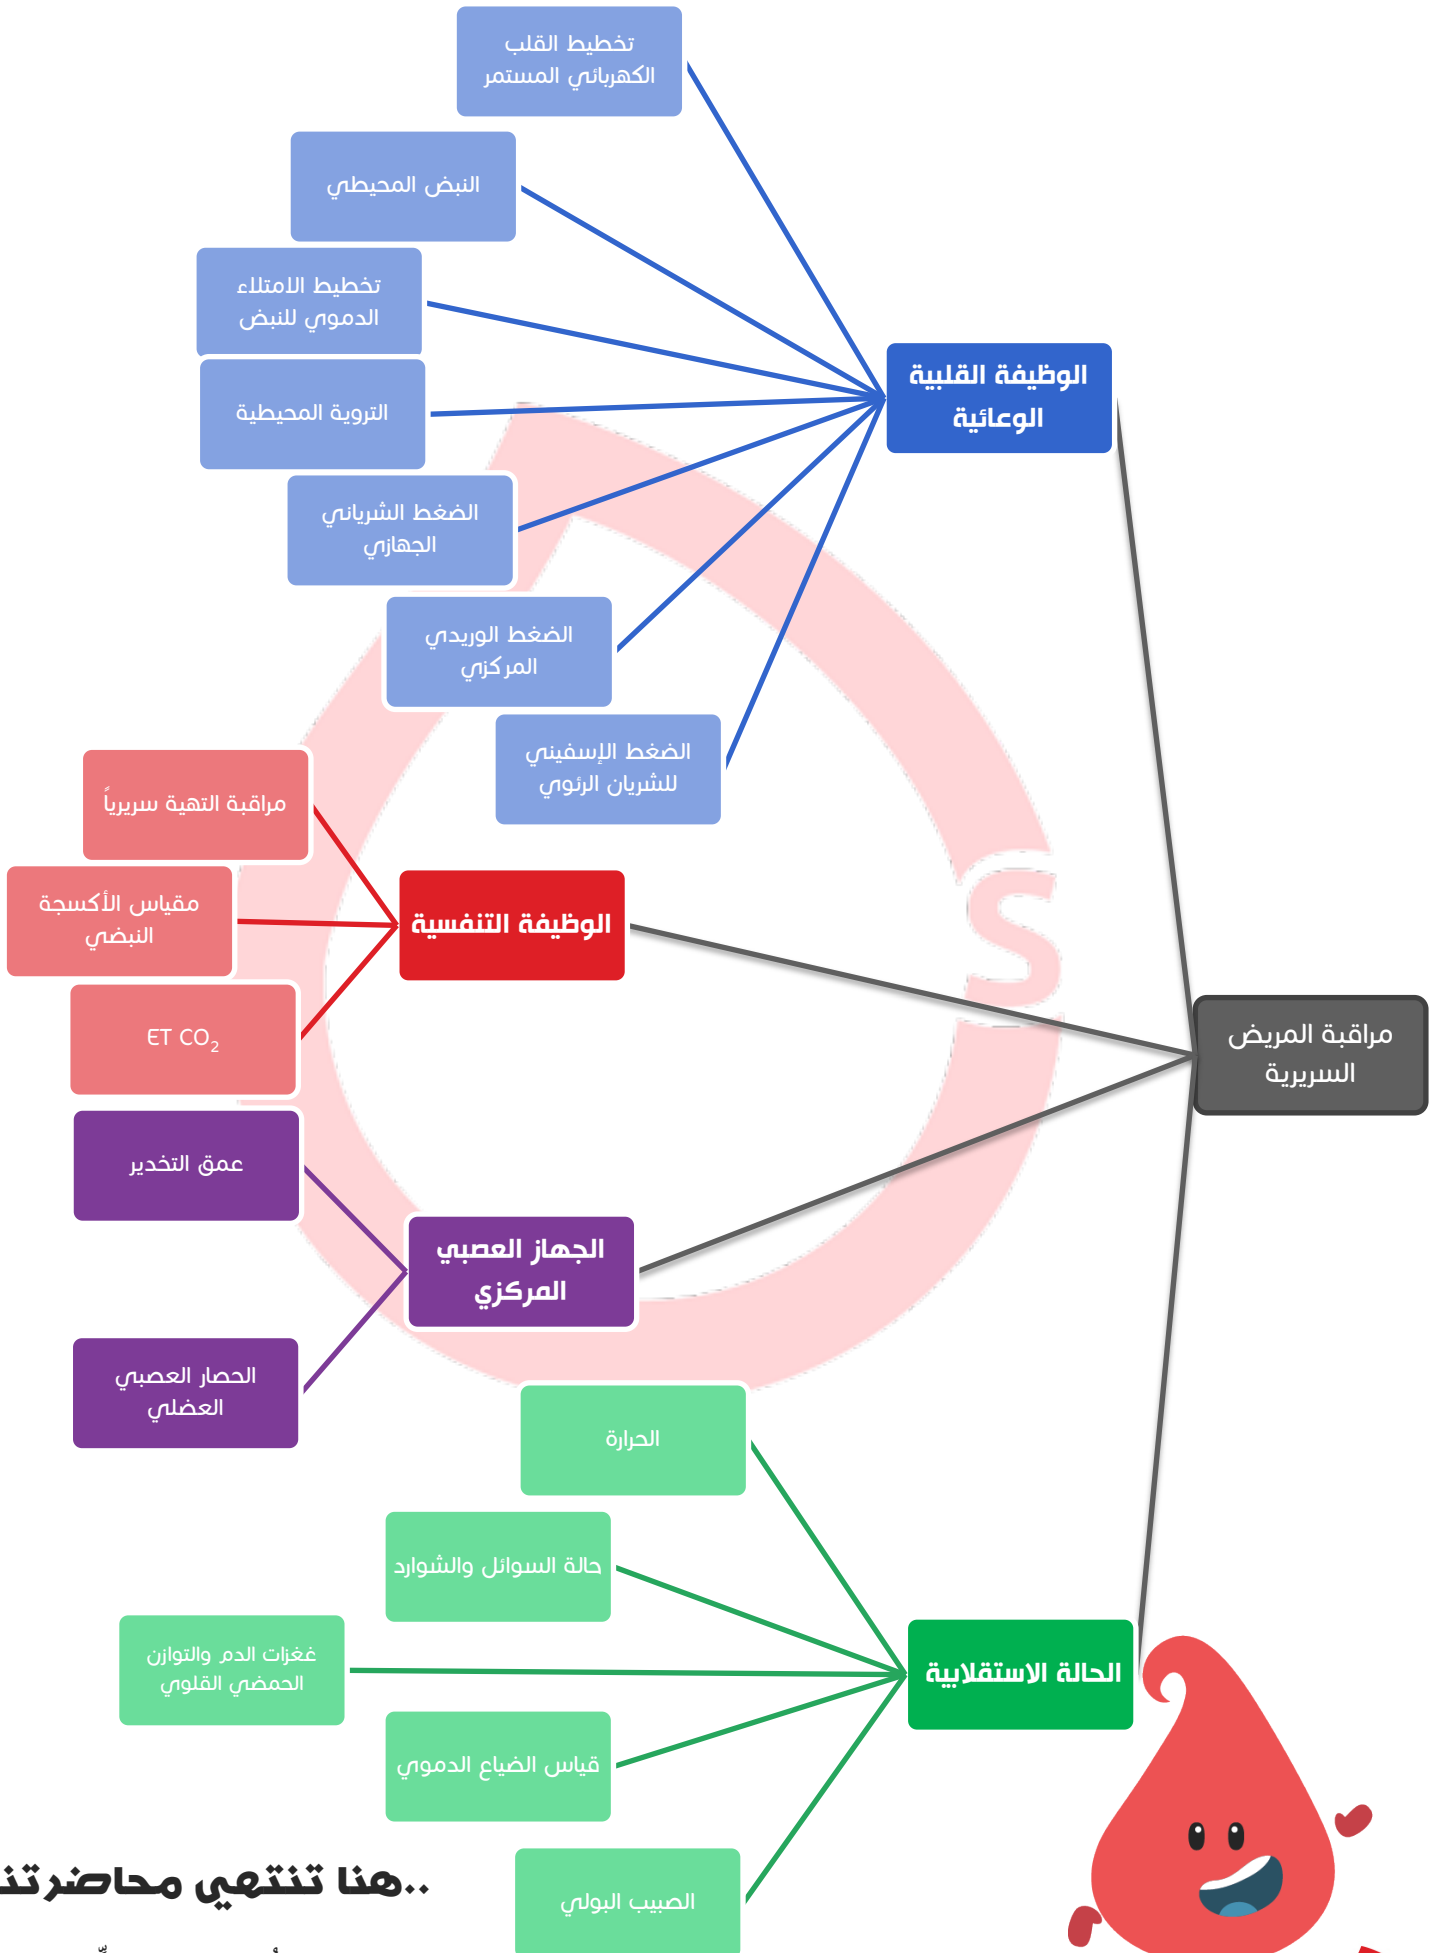 تخطيط القلب
الكهربائي المستمر
النبض المحيطي
تخطيط الامتلاء
الدموي للنبض
التروية المحيطية
الضغط الشرياني
الجهازي
الضغط الوريدي
المركزي
الضغط الإسفيني
للشريان الرئوي
الوظيفة القلبية
الوعائية
مراقبة التهية سريرياً
مقياس الأكسجة
النبضي
ET CO₂
الوظيفة التنفسية
مراقبة المريض
السريرية
عمق التخدير
الحصار العصبي
العضلي
الجهاز العصبي
المركزي
الحرارة
حالة السوائل والشوارد
غغزات الدم والتوازن
الحمضي القلوي
قياس الضياع الدموي
الصبيب البولي
الحالة الاستقلابية
S
هنا تنتهي محاضرتنـ..